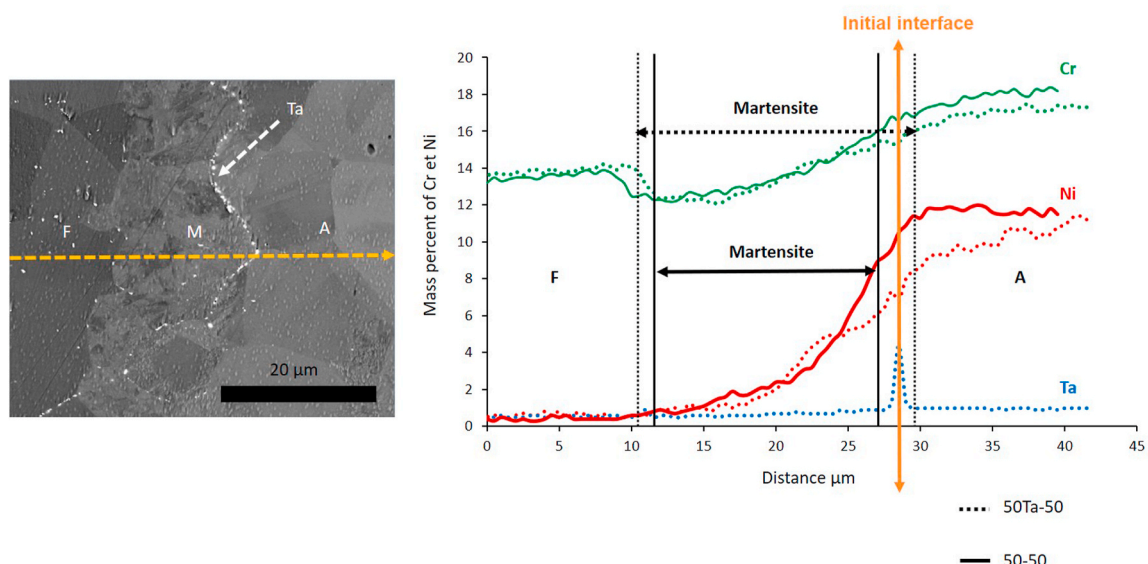 Ta
F
M
A
20 µm
Initial interface
Mass percent of Cr et Ni
20
18
16
14
12
10
8
6
4
2
0
Cr
Martensite
Ni
Martensite
F
A
Ta
0
5
10
15
20
25
30
35
40
45
Distance µm
50Ta-50
50-50